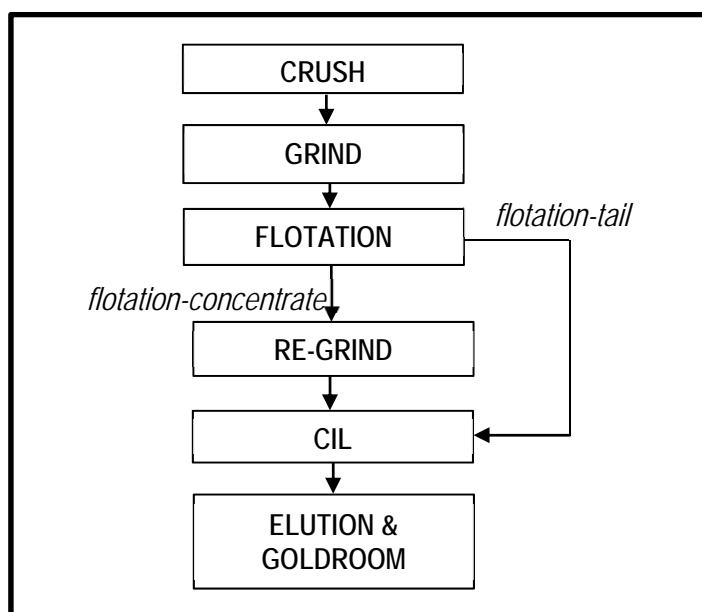 CRUSH
GRIND
flotation-tail
FLOTATION
flotation-concentrate
RE-GRIND
CIL
ELUTION &
GOLDROOM